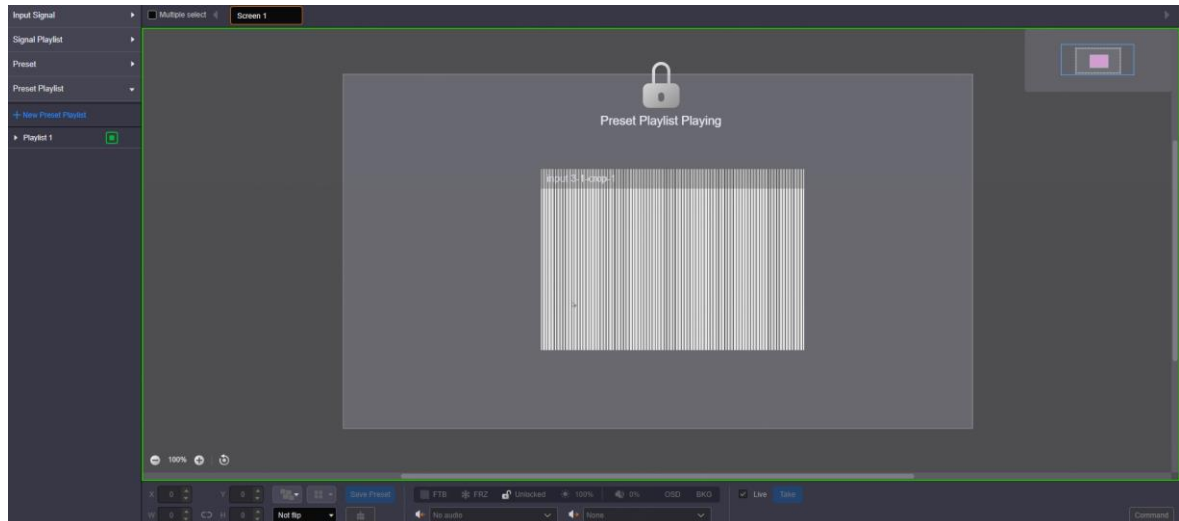 Input Signal
Multiple select
Screen 1
Signal Playlist
Preset
Preset Playlist
+ New Preset Playlist
Playlist 1
Preset Playlist Playing
input 3-1-crop-1
100%
X 0 Y 0 Save Preset FTB FRZ Unlocked 100% 0% OSD BKG Live Take
W 0 H 0 Not flip No audio None Command